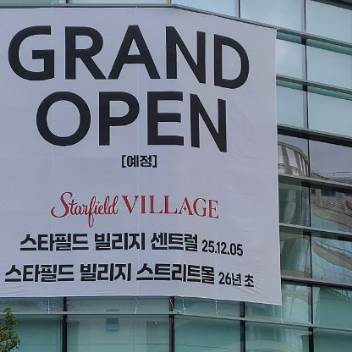 GRAND
OPEN
[예정]
Starfield VILLAGE
스타필드 빌리지 센트럴 25.12.05
스타필드 빌리지 스트리트몰 26년 초